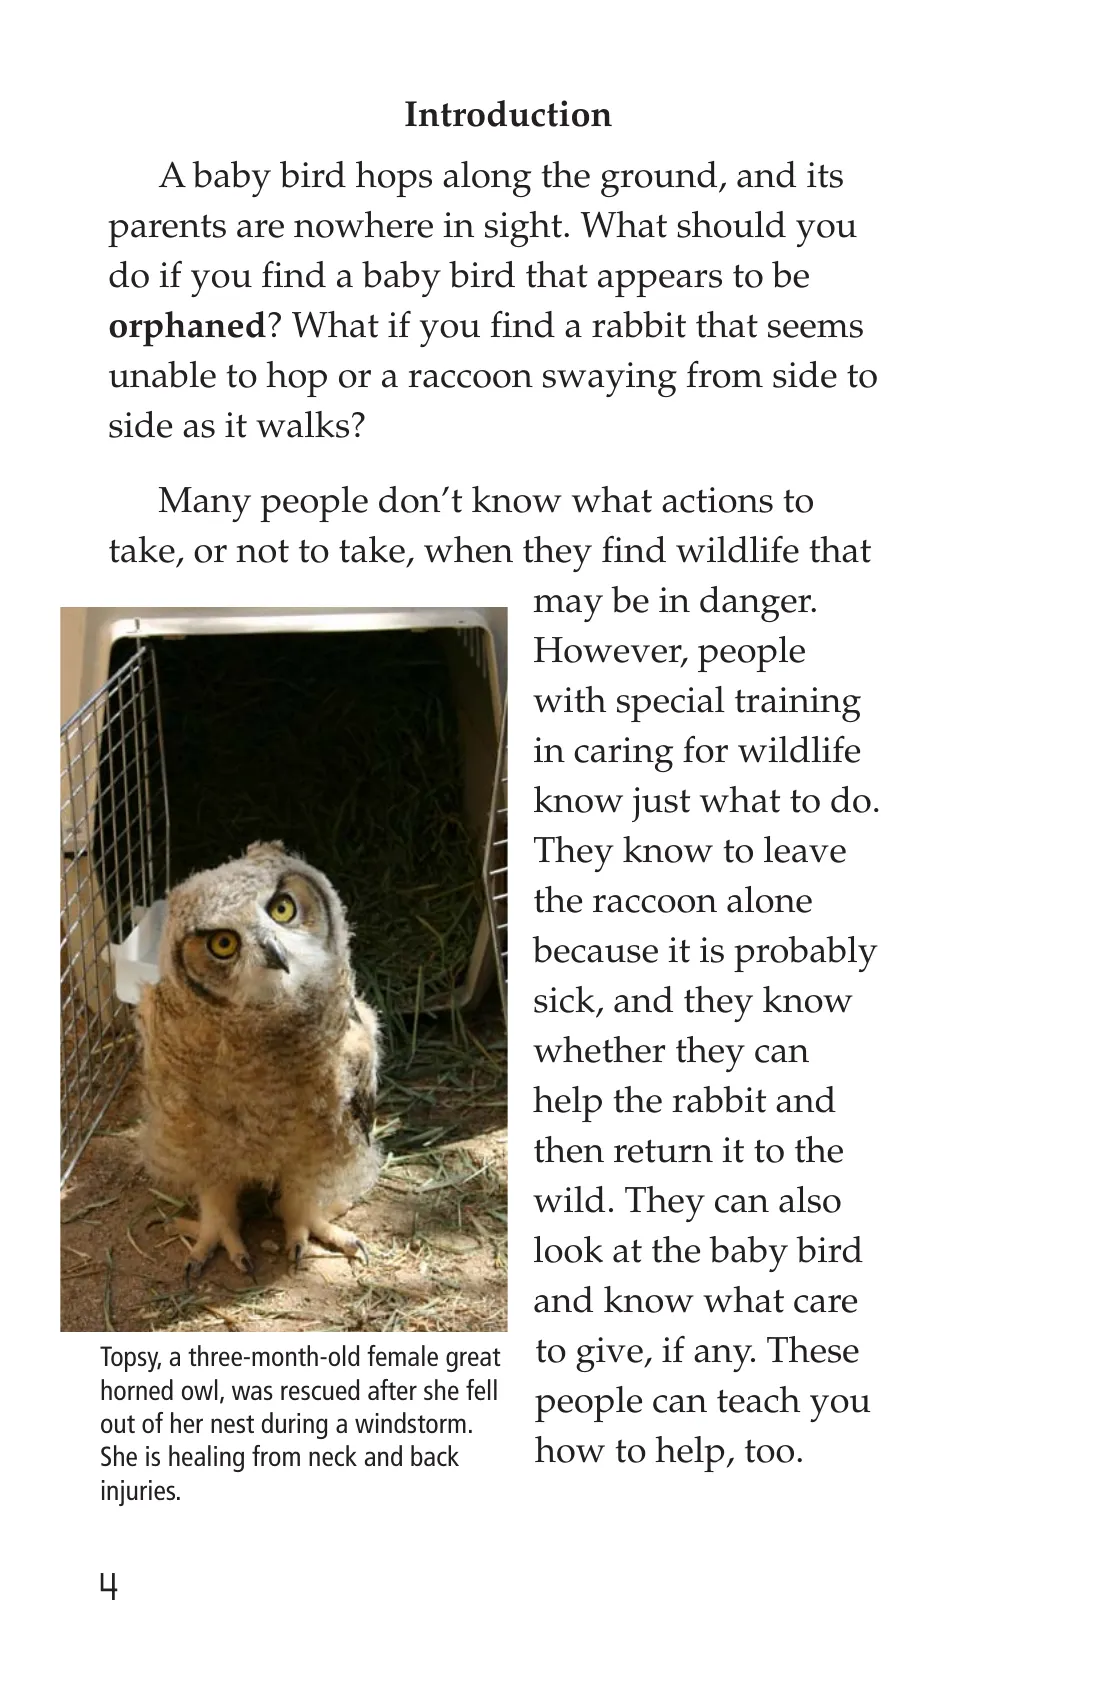 Introduction
A baby bird hops along the ground, and its
parents are nowhere in sight. What should you
do if you find a baby bird that appears to be
orphaned? What if you find a rabbit that seems
unable to hop or a raccoon swaying from side to
side as it walks?
Many people don’t know what actions to
take, or not to take, when they find wildlife that
may be in danger.
However, people
with special training
in caring for wildlife
know just what to do.
They know to leave
the raccoon alone
because it is probably
sick, and they know
whether they can
help the rabbit and
then return it to the
wild. They can also
look at the baby bird
and know what care
to give, if any. These
people can teach you
how to help, too.
Topsy, a three-month-old female great
horned owl, was rescued after she fell
out of her nest during a windstorm.
She is healing from neck and back
injuries.
4